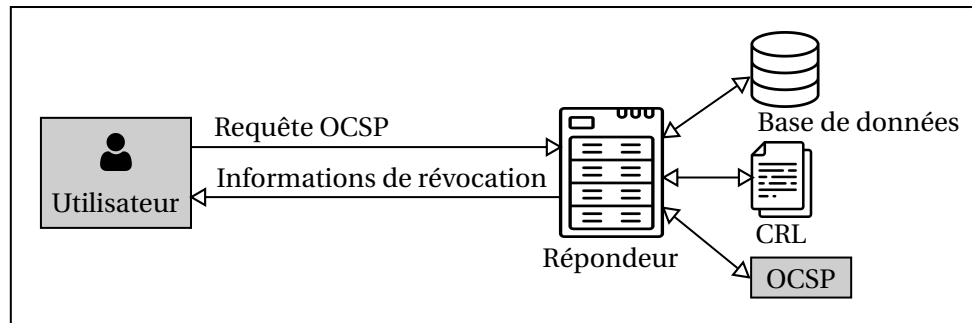 Requête OCSP
Base de données
Informations de révocation
Utilisateur
CRL
Répondeur
OCSP